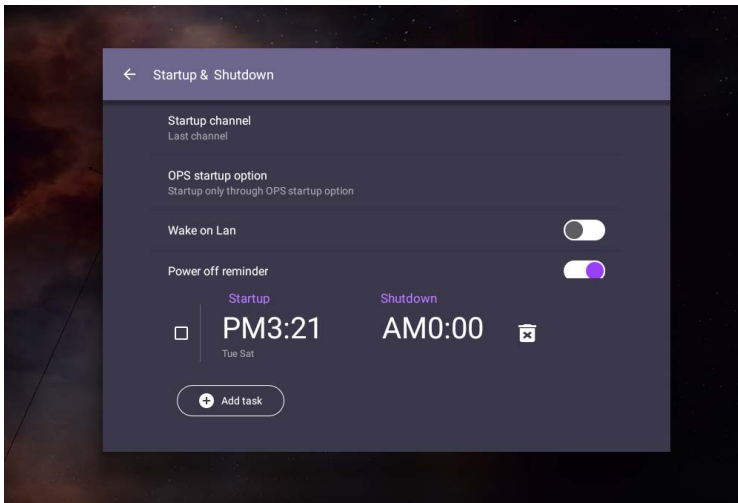 Startup & Shutdown
Startup channel
Last channel
OPS startup option
Startup only through OPS startup option
Wake on Lan
Power off reminder
Startup Shutdown
PM3:21 AM0:00
Tue Sat
Add task